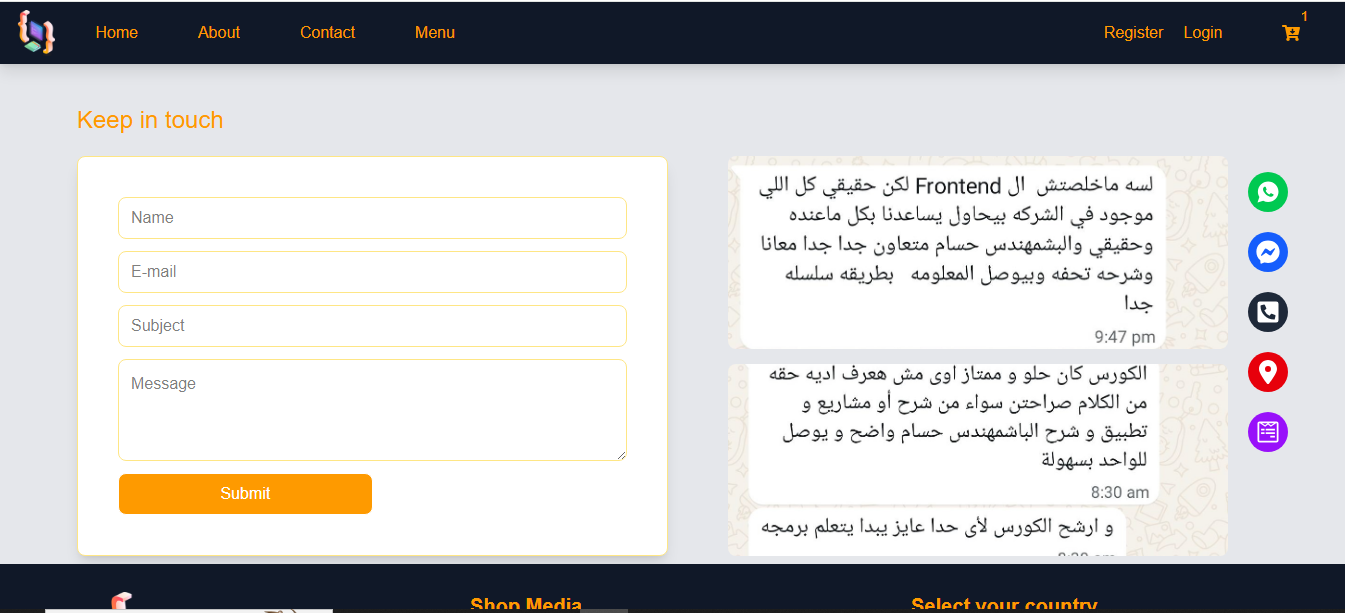 Home
About
Contact
Menu
Register
Login
1
Keep in touch
Name
E-mail
Subject
Message
Submit
لسه ماخلصتش ال Frontend لكن حقيقي كل اللي
موجود في الشركه بيحاول يساعدنا بكل ماعنده
وحقيقي والبشمهندس حسام متعاون جدا جدا معانا
وشرحه تحفه وبيوصل المعلومه بطريقه سلسله
جدا
9:47 pm
الكورس كان حلو و ممتاز اوى مش هعرف اديه حقه
من الكلام صراحتن سواء من شرح أو مشاريع و
تطبيق و شرح الباشمهندس حسام واضح و يوصل
للواحد بسهولة
8:30 am
و ارشح الكورس لأى حدا عايز يبدا يتعلم برمجه
Shop Media
Select your country